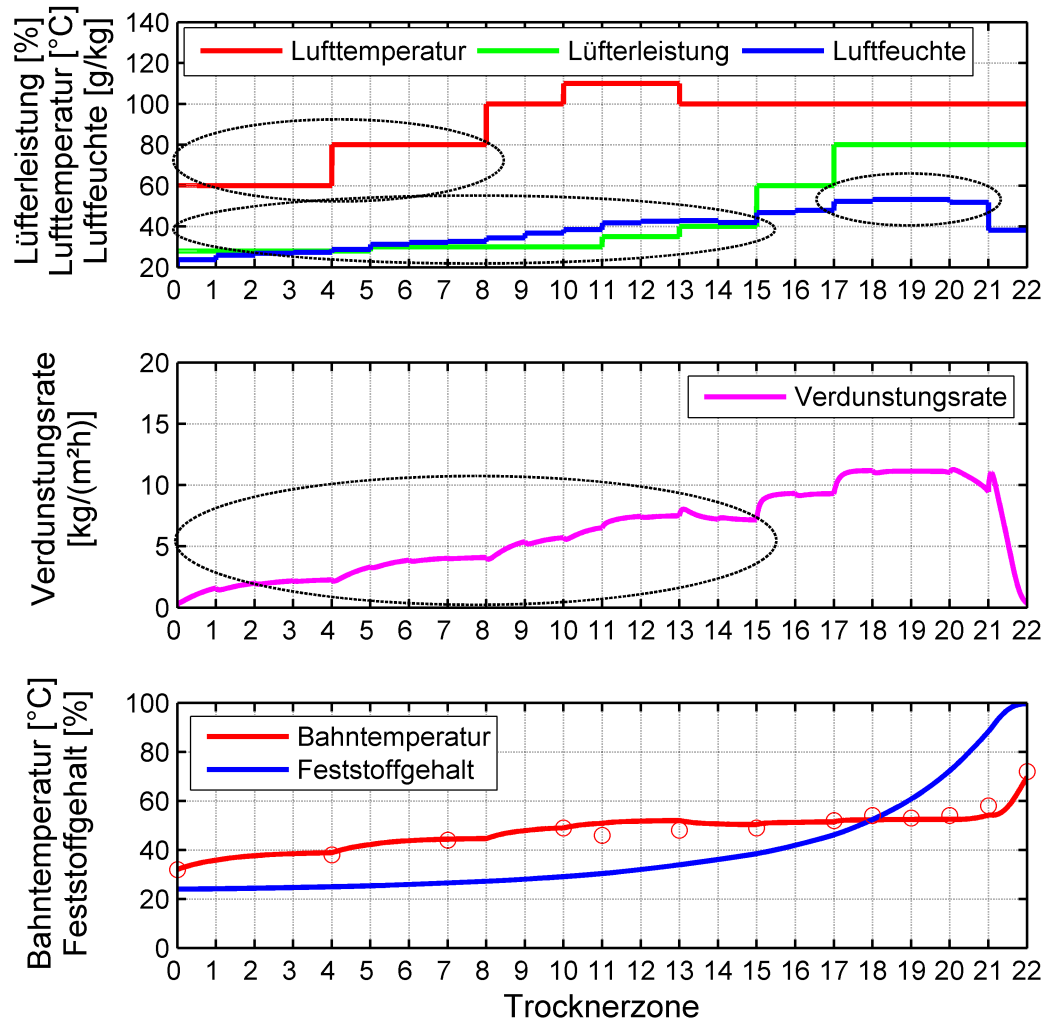 Lüfterleistung [%]
Lufttemperatur [°C]
Luftfeuchte [g/kg]
140
120
100
80
60
40
20
Lufttemperatur Lüfterleistung Luftfeuchte
0 1 2 3 4 5 6 7 8 9 10 11 12 13 14 15 16 17 18 19 20 21 22
Verdunstungsrate
[kg/(m²h)]
20
15
10
5
0
Verdunstungsrate
0 1 2 3 4 5 6 7 8 9 10 11 12 13 14 15 16 17 18 19 20 21 22
Bahntemperatur [°C]
Feststoffgehalt [%]
100
80
60
40
20
0
Bahntemperatur
Feststoffgehalt
0 1 2 3 4 5 6 7 8 9 10 11 12 13 14 15 16 17 18 19 20 21 22
Trocknerzone